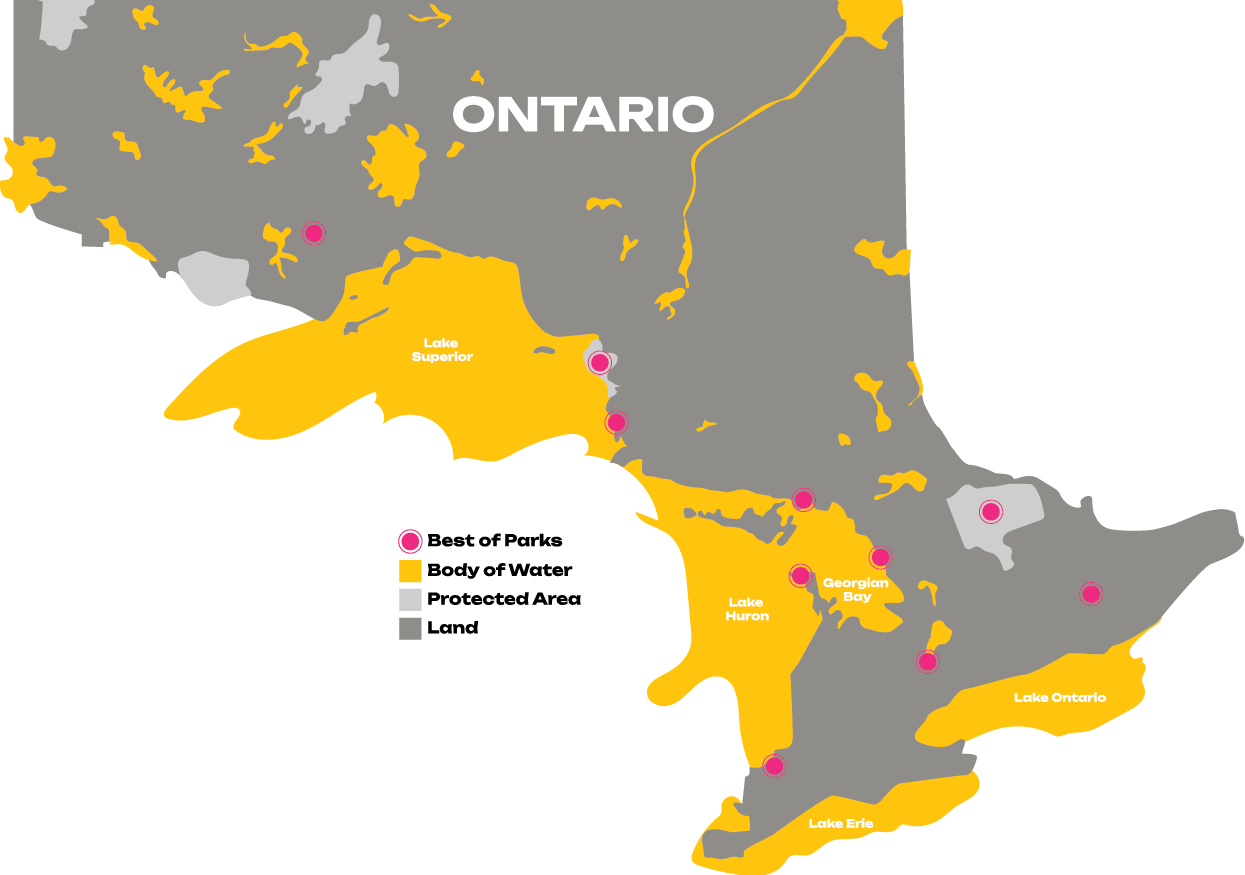 ONTARIO
Lake
Superior
Best of Parks
Body of Water
Protected Area
Land
Georgian
Bay
Lake
Huron
Lake Ontario
Lake Erie